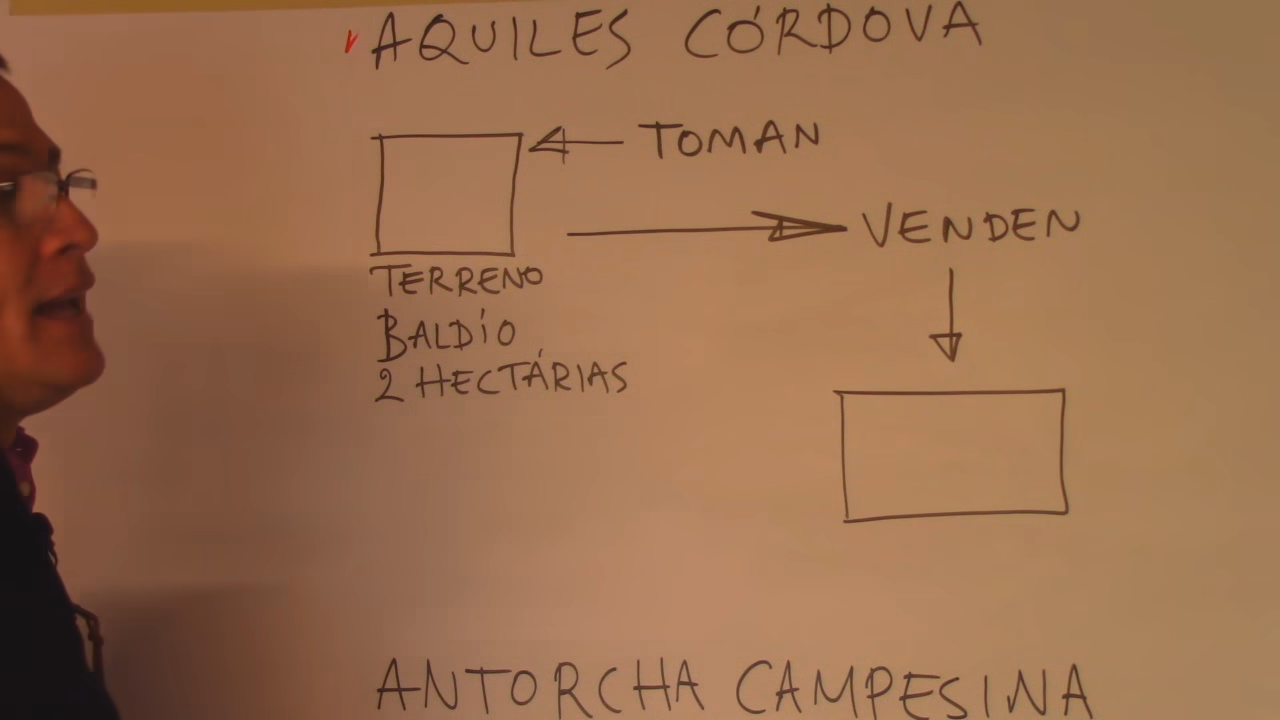 AQUILES CÓRDOVA
TOMAN
VENDEN
TERRENO
BALDÍO
2 HECTÁRIAS
ANTORCHA CAMPESINA